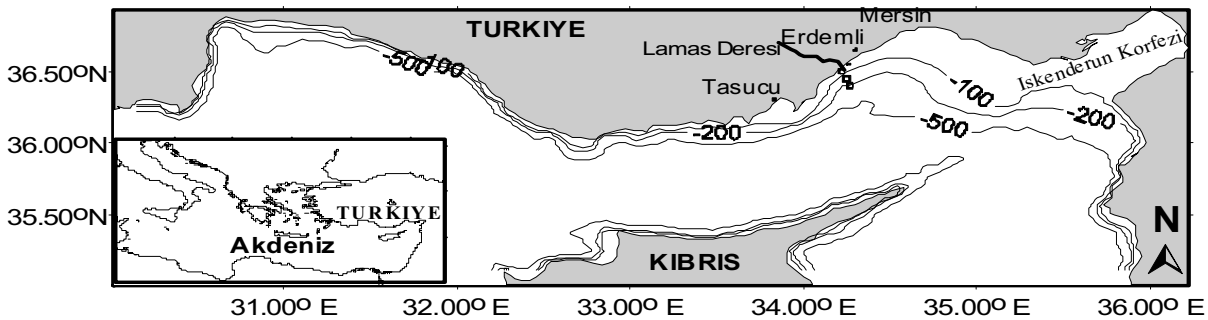 TURKIYE
Mersin
Erdemli
Lamas Deresi
Iskenderun Korfezi
Tasucu
-500
-100
-100
-200
-200
-500
36.50oN
36.00oN
35.50oN
TURKIYE
Akdeniz
KIBRIS
N
31.00o E
32.00o E
33.00o E
34.00o E
35.00o E
36.00o E